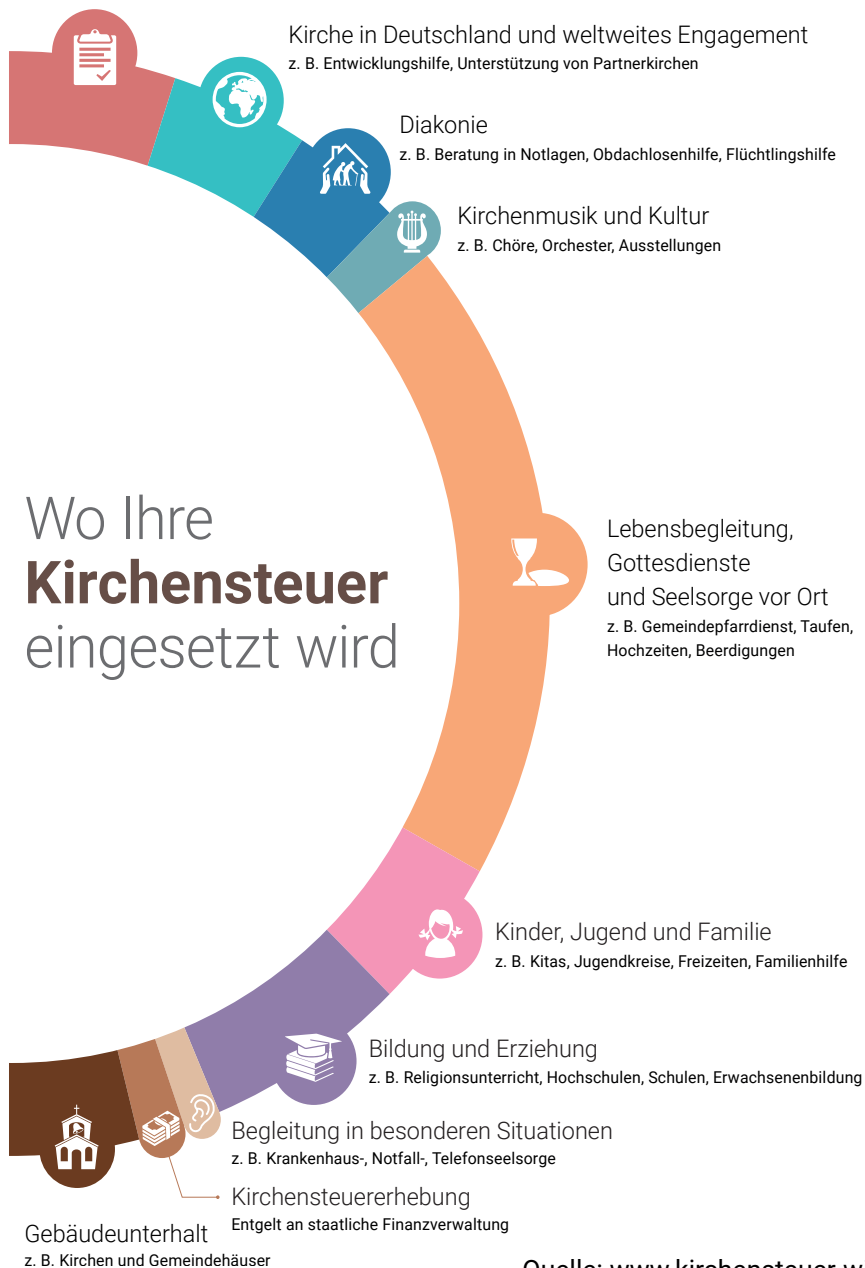 Kirche in Deutschland und weltweites Engagement
z. B. Entwicklungshilfe, Unterstützung von Partnerkirchen
Diakonie
z. B. Beratung in Notlagen, Obdachlosenhilfe, Flüchtlingshilfe
Kirchenmusik und Kultur
z. B. Chöre, Orchester, Ausstellungen
Wo Ihre
Kirchensteuer
eingesetzt wird
Lebensbegleitung,
Gottesdienste
und Seelsorge vor Ort
z. B. Gemeindepfarrdienst, Taufen,
Hochzeiten, Beerdigungen
Kinder, Jugend und Familie
z. B. Kitas, Jugendkreise, Freizeiten, Familienhilfe
Bildung und Erziehung
z. B. Religionsunterricht, Hochschulen, Schulen, Erwachsenenbildung
Begleitung in besonderen Situationen
z. B. Krankenhaus-, Notfall-, Telefonseelsorge
Kirchensteuererhebung
Entgelt an staatliche Finanzverwaltung
Gebäudeunterhalt
z. B. Kirchen und Gemeindehäuser
Quelle: www.kirchensteuer.w